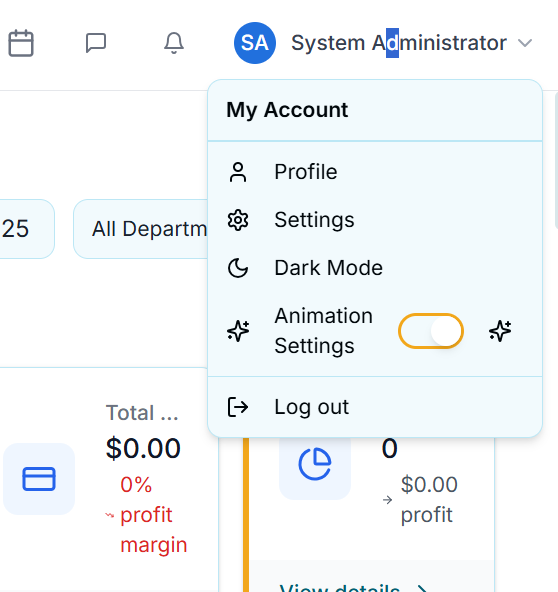 SA System Administrator
My Account
25
All Departm
Profile
Settings
Dark Mode
Animation
Settings
Log out
Total ...
$0.00
0%
profit
margin
0
$0.00
profit
View details